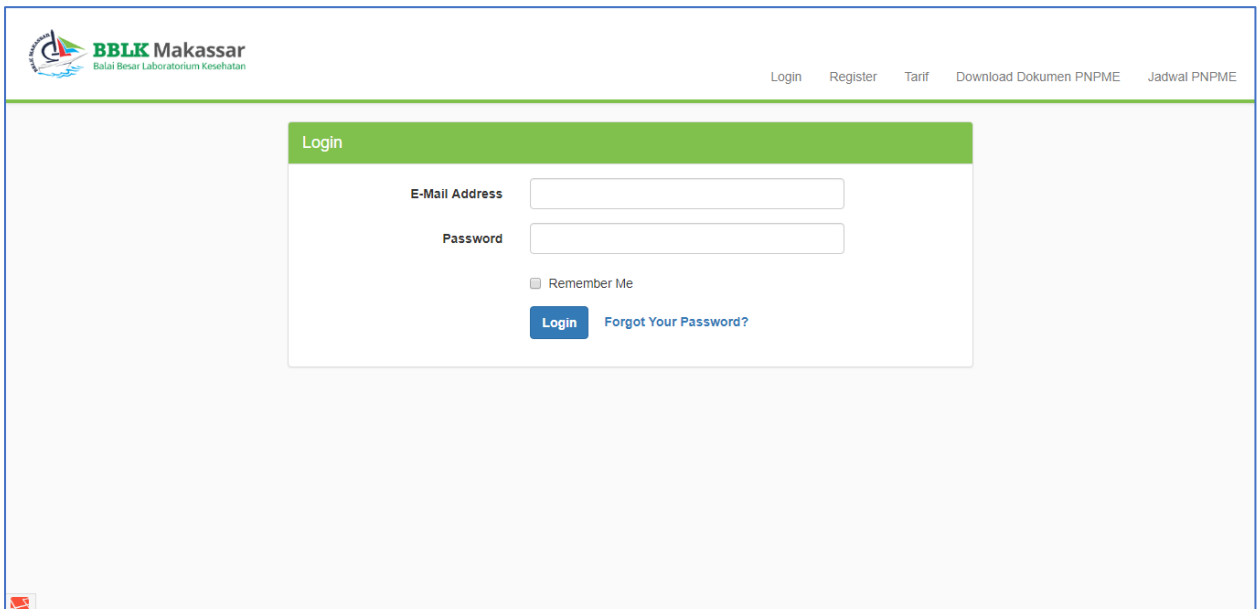 BBLK Makassar
Balai Besar Laboratorium Kesehatan
Login Register Tarif Download Dokumen PNPME Jadwal PNPME
Login
E-Mail Address
Password
Remember Me
Login Forgot Your Password?